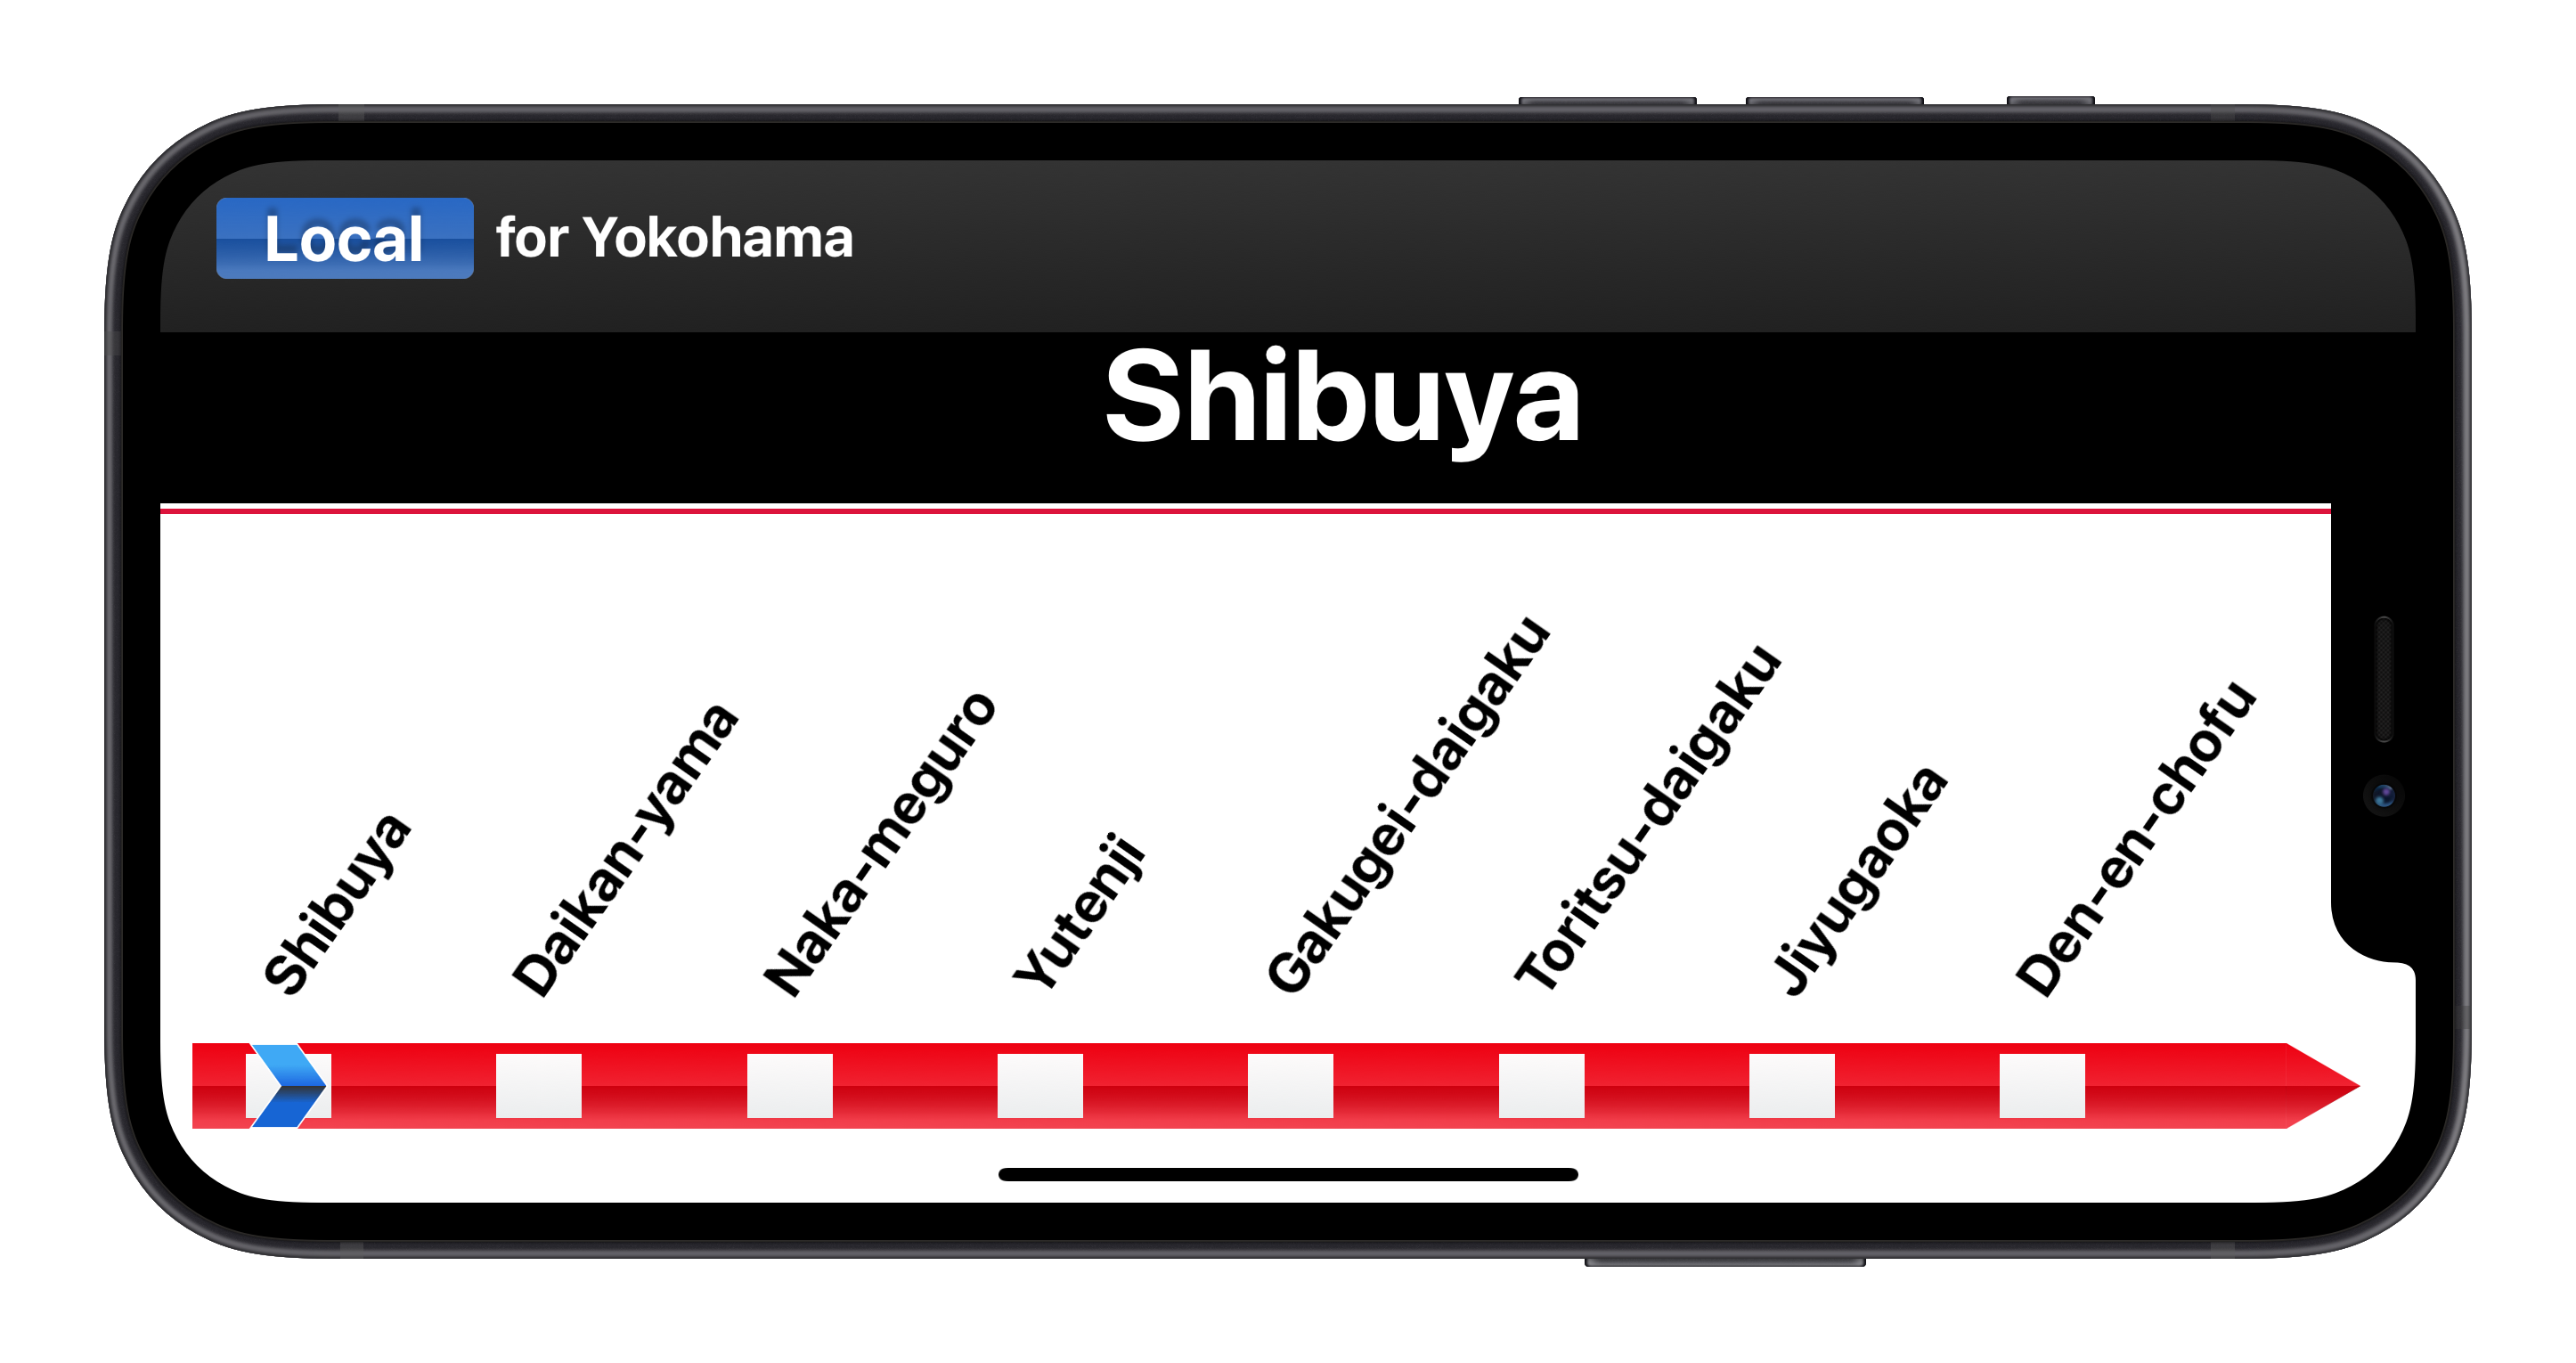 Local for Yokohama
Shibuya
Shibuya
Daikan-yama
Naka-meguro
Yutenji
Gakugei-daigaku
Toritsu-daigaku
Jiyugaoka
Den-en-chofu